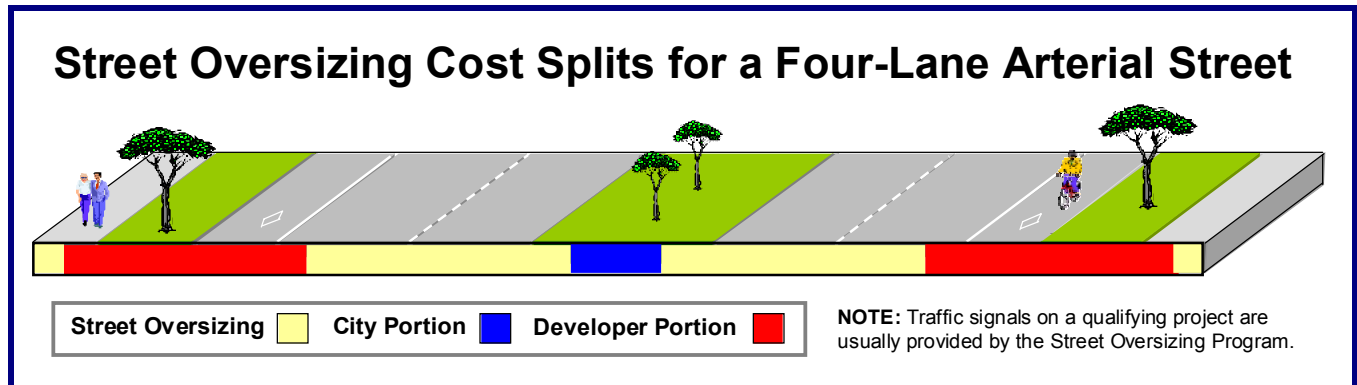 Street Oversizing Cost Splits for a Four-Lane Arterial Street
Street Oversizing City Portion Developer Portion
NOTE: Traffic signals on a qualifying project are
usually provided by the Street Oversizing Program.